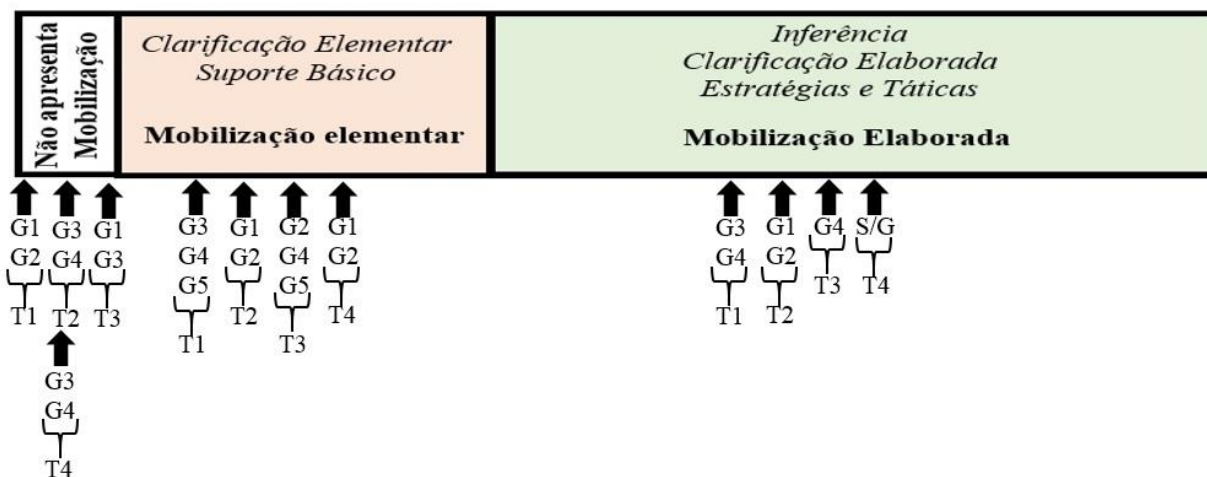 Não apresenta
Mobilização
Clarificação Elementar
Suporte Básico
Mobilização elementar
Inferência
Clarificação Elaborada
Estratégias e Táticas
Mobilização Elaborada
G1
G2
T1
G3
G4
T2
G1
G3
T3
G3
G4
T4
G3
G4
G5
T1
G1
G2
T2
G2
G4
G5
T3
G1
G2
T4
G3
G4
T1
G1
G2
T2
G4
T3
S/G
T4